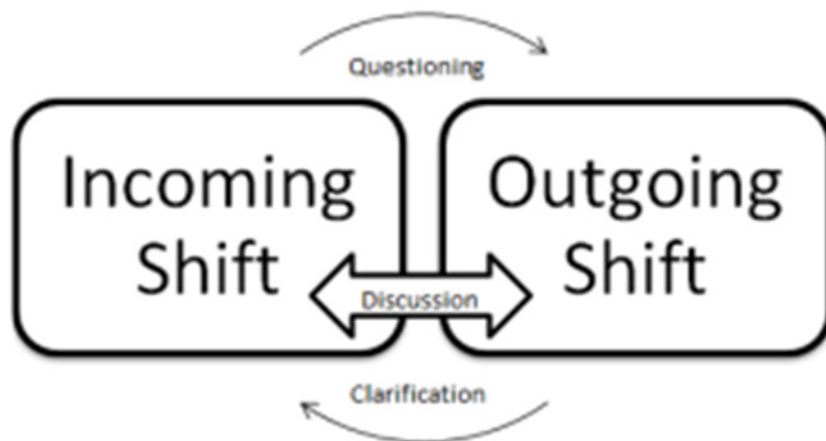 Questioning
Incoming
Shift
Outgoing
Shift
Discussion
Clarification